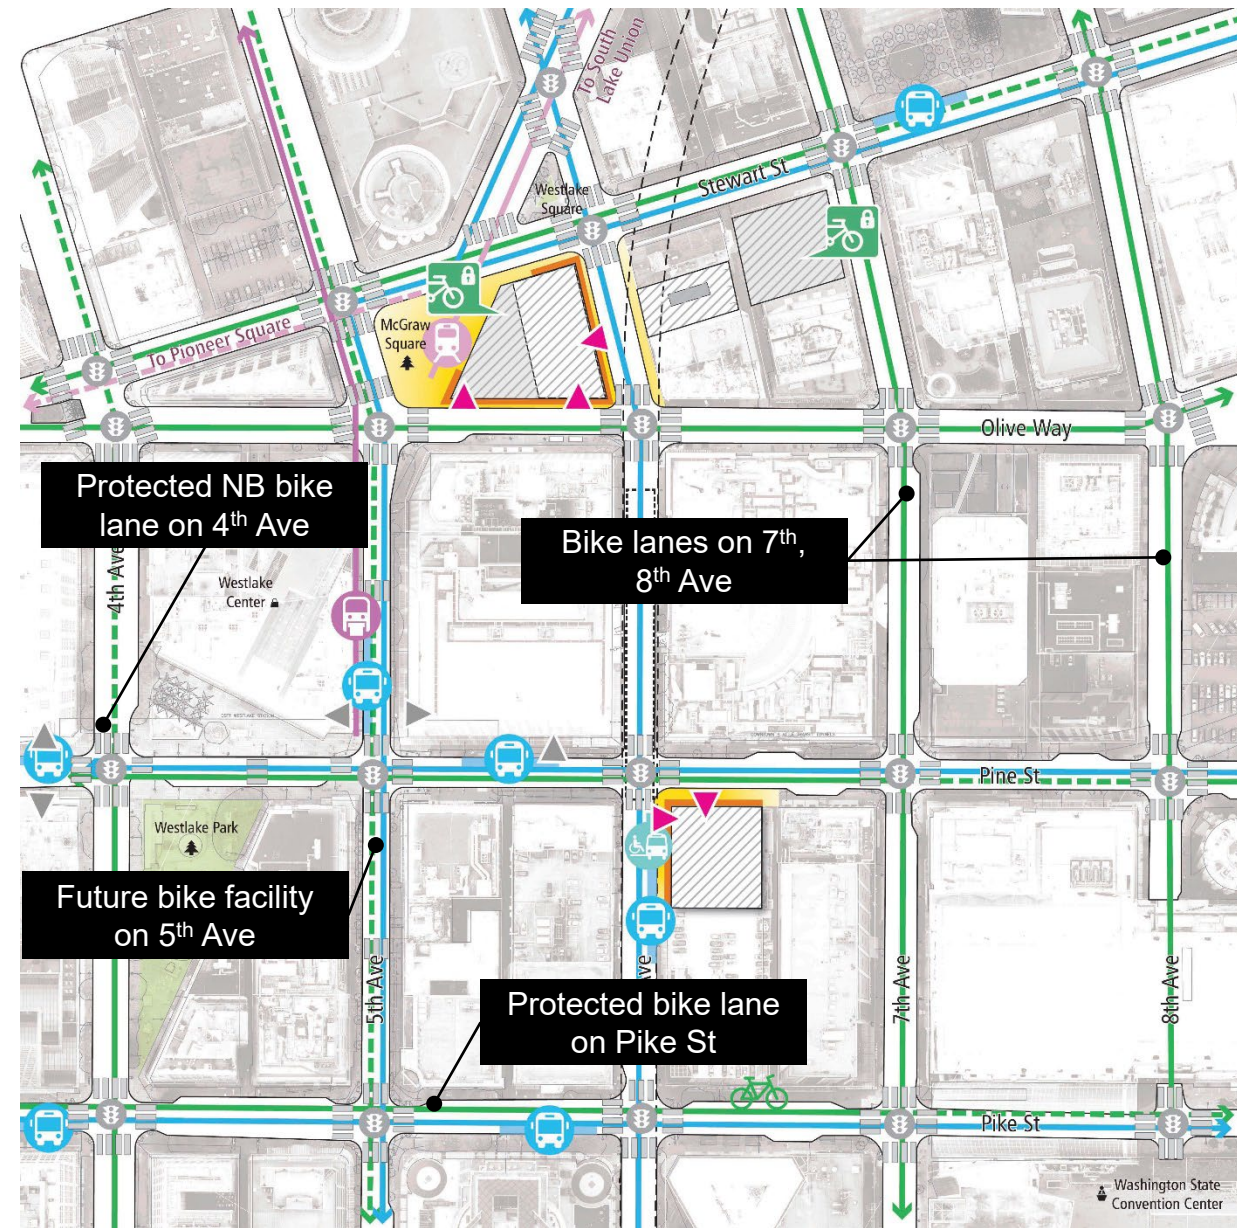 To South
Lake Union
Westlake
Square
Stewart St
McGraw
Square
To Pioneer Square
Olive Way
Protected NB bike
lane on 4th Ave
Bike lanes on 7th,
8th Ave
4th Ave
Westlake
Center
Pine St
Westlake Park
Future bike facility
on 5th Ave
5th Ave
Ave
7th Ave
8th Ave
Protected bike lane
on Pike St
Pike St
Washington State
Convention Center